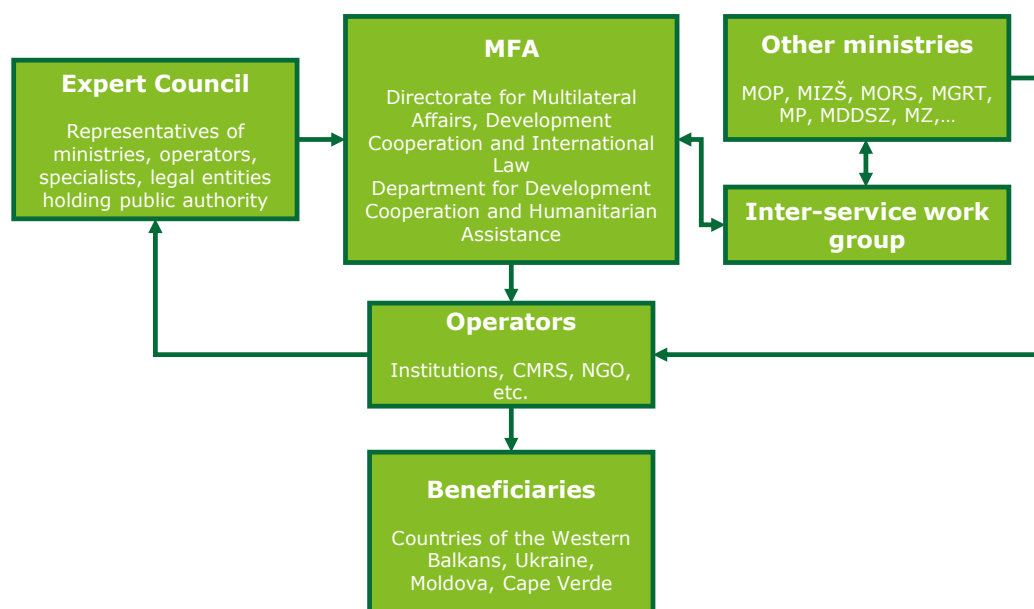 Expert Council
Representatives of
ministries, operators,
specialists, legal entities
holding public authority
MFA
Directorate for Multilateral
Affairs, Development
Cooperation and International
Law
Department for Development
Cooperation and Humanitarian
Assistance
Other ministries
MOP, MIZŠ, MORS, MGRT,
MP, MDDSZ, MZ,…
Inter-service work
group
Operators
Institutions, CMRS, NGO,
etc.
Beneficiaries
Countries of the Western
Balkans, Ukraine,
Moldova, Cape Verde